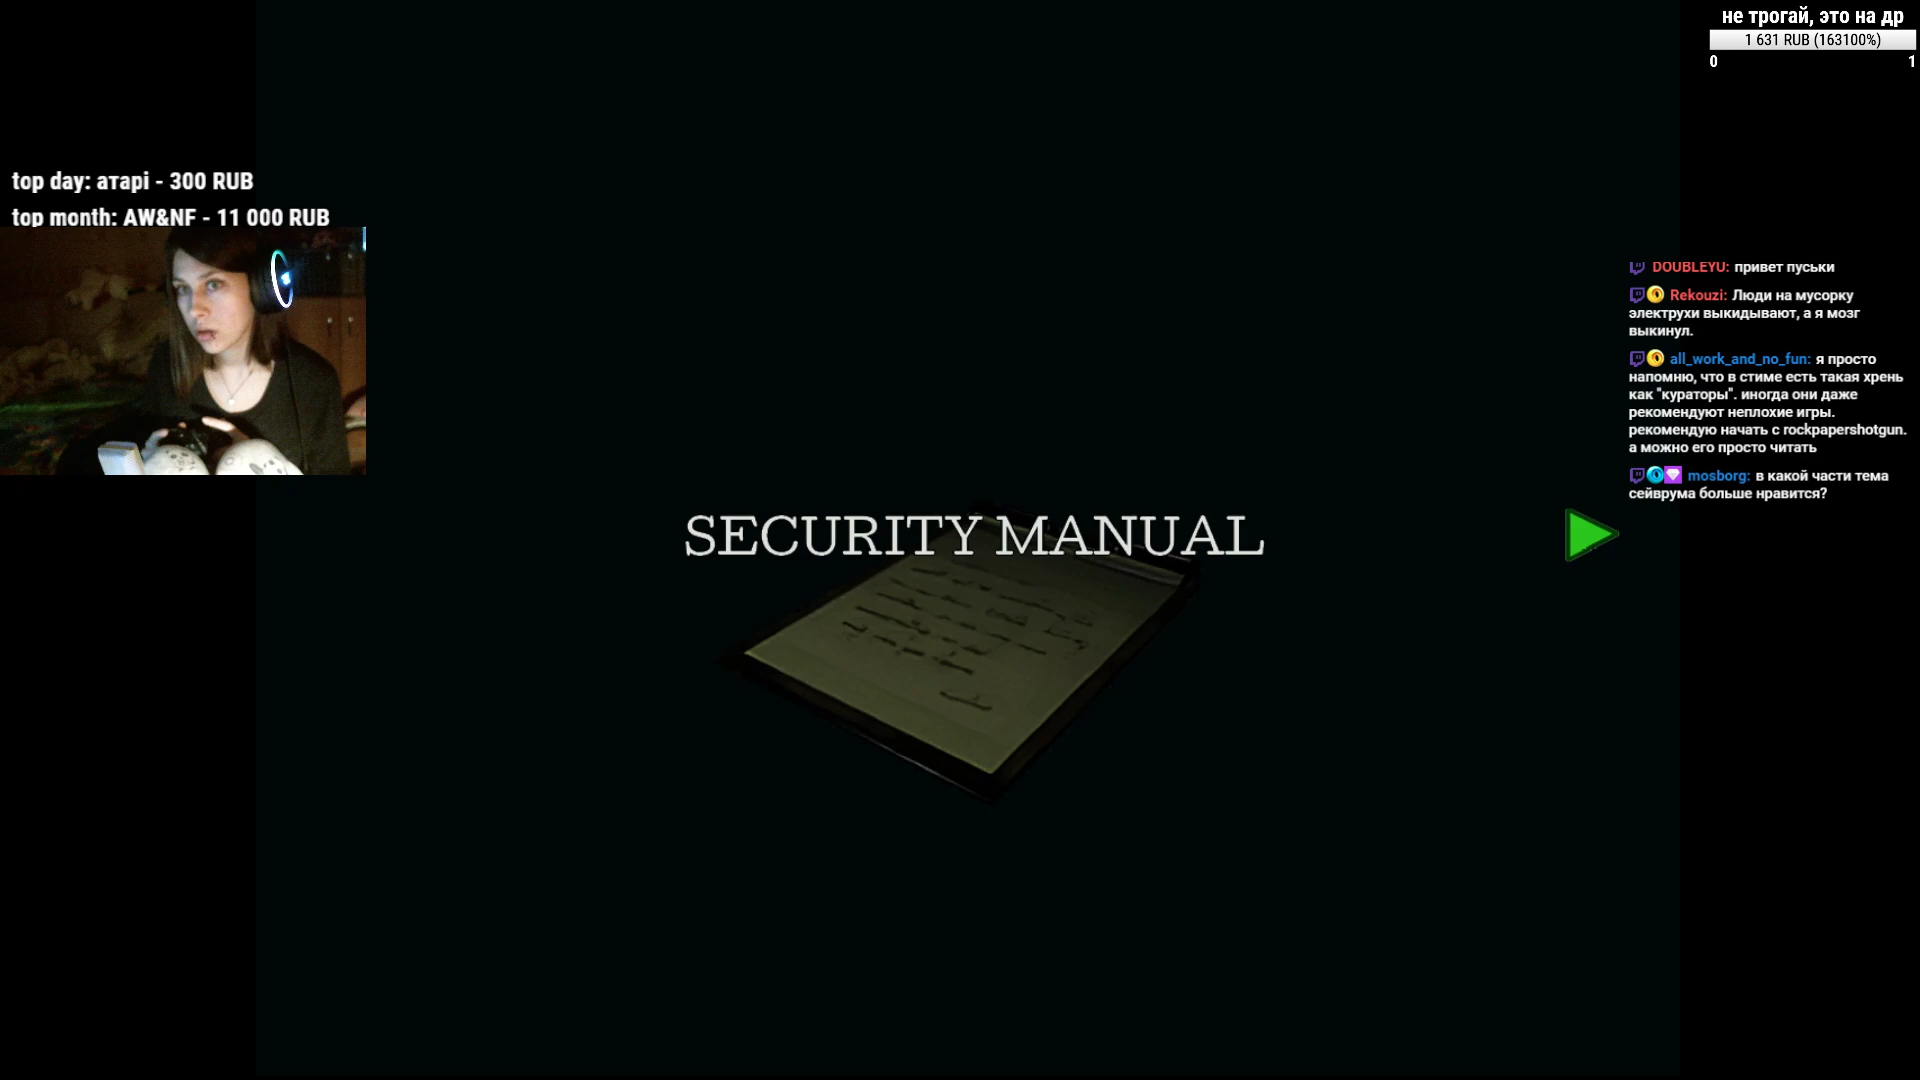 не трогай, это на др
1 631 RUB (163100%)
0 1
top day: атарі - 300 RUB
top month: AW&NF - 11 000 RUB
DOUBLEYU: привет пуськи
Rekouzi: Люди на мусорку
электрухи выкидывают, а я мозг
выкинул.
all_work_and_no_fun: я просто
напомню, что в стиме есть такая хрень
как "кураторы". иногда они даже
рекомендуют неплохие игры.
рекомендую начать с rockpapershotgun.
а можно его просто читать
mosborg: в какой части тема
сейврума больше нравится?
SECURITY MANUAL